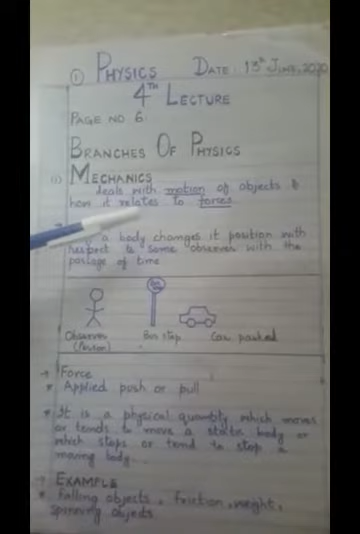 ① PHYSICS DATE: 13th JUNE, 2020
4TH LECTURE
PAGE NO 6.
BRANCHES OF PHYSICS
(i) MECHANICS
deals with motion of objects &
how it relates to forces
a body changes it position with
respect to some observer with the
passage of time
Observer Bus stop Car parked
(Person)
→ Force
* Applied push or pull
* It is a physical quantity which moves
or tends to move a static body or
which stops or tend to stop a
moving body...
→ EXAMPLE
* Falling objects, friction, weight,
spinning objects